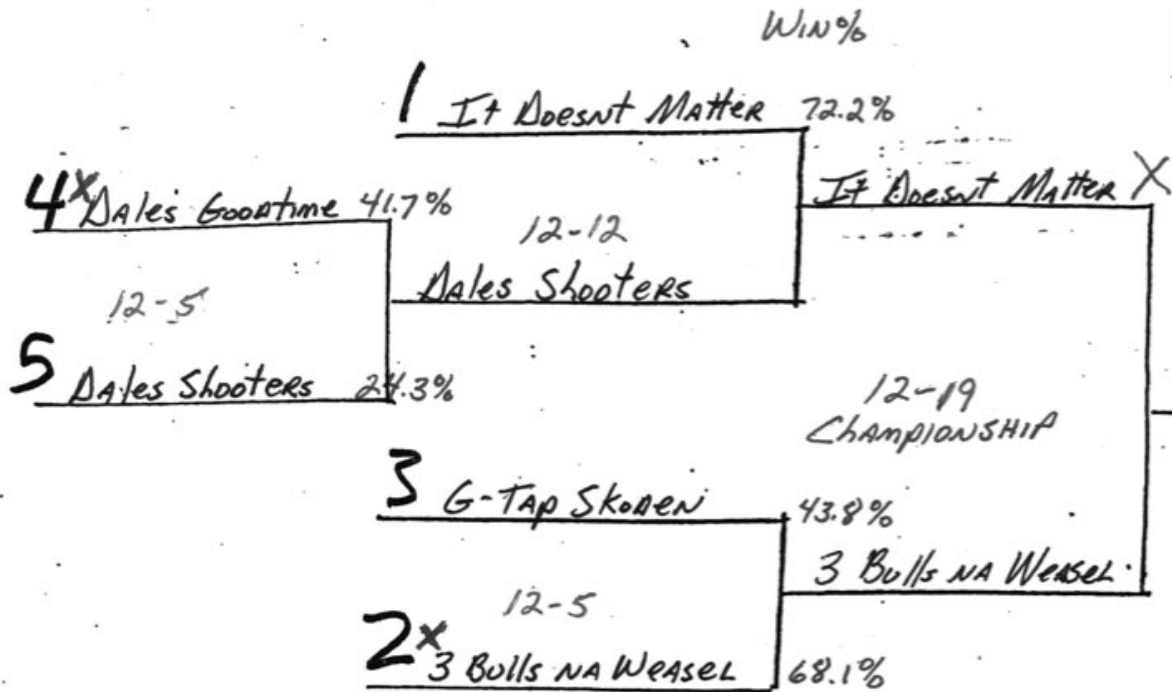 WIN%
1 It Doesnt Matter 72.2%
It Doesnt Matter X
4 X Dales Goodtime 41.7%
12-12
Dales Shooters
12-5
5 Dales Shooters 24.3%
12-19
Championship
3 G-Tap Skoden 43.8%
3 Bulls NA Weasel
12-5
2 X 3 Bulls NA Weasel 68.1%